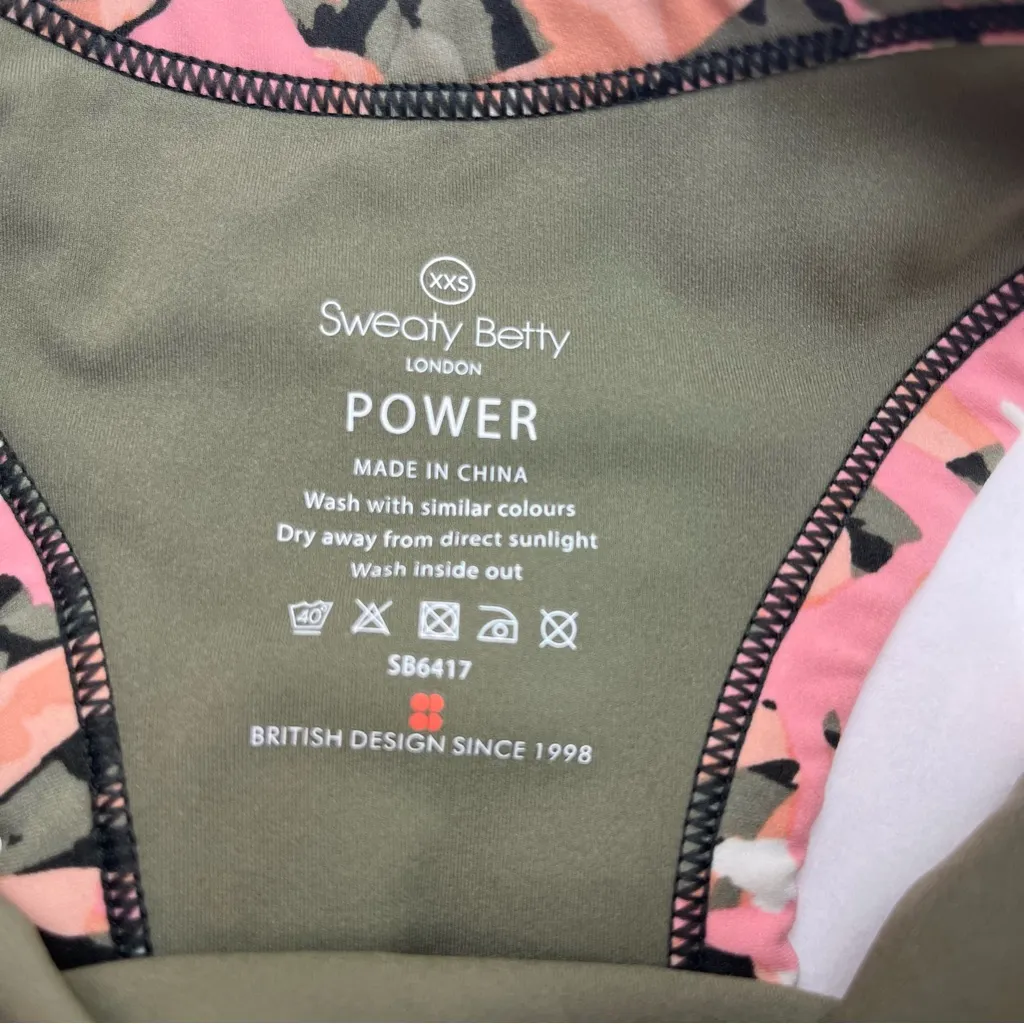 XXS
Sweaty Betty
LONDON
POWER
MADE IN CHINA
Wash with similar colours
Dry away from direct sunlight
Wash inside out
40°
SB6417
BRITISH DESIGN SINCE 1998